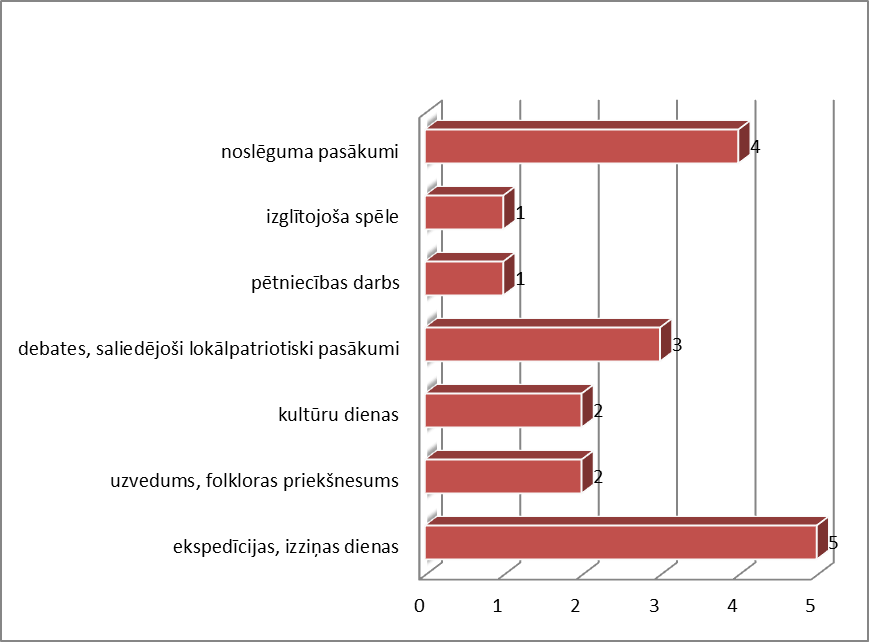 noslēguma pasākumi 4
izglītojoša spēle 1
pētniecības darbs 1
debates, saliedējoši lokālpatriotiski pasākumi 3
kultūru dienas 2
uzvedums, folkloras priekšnesums 2
ekspedīcijas, izziņas dienas 5
0 1 2 3 4 5